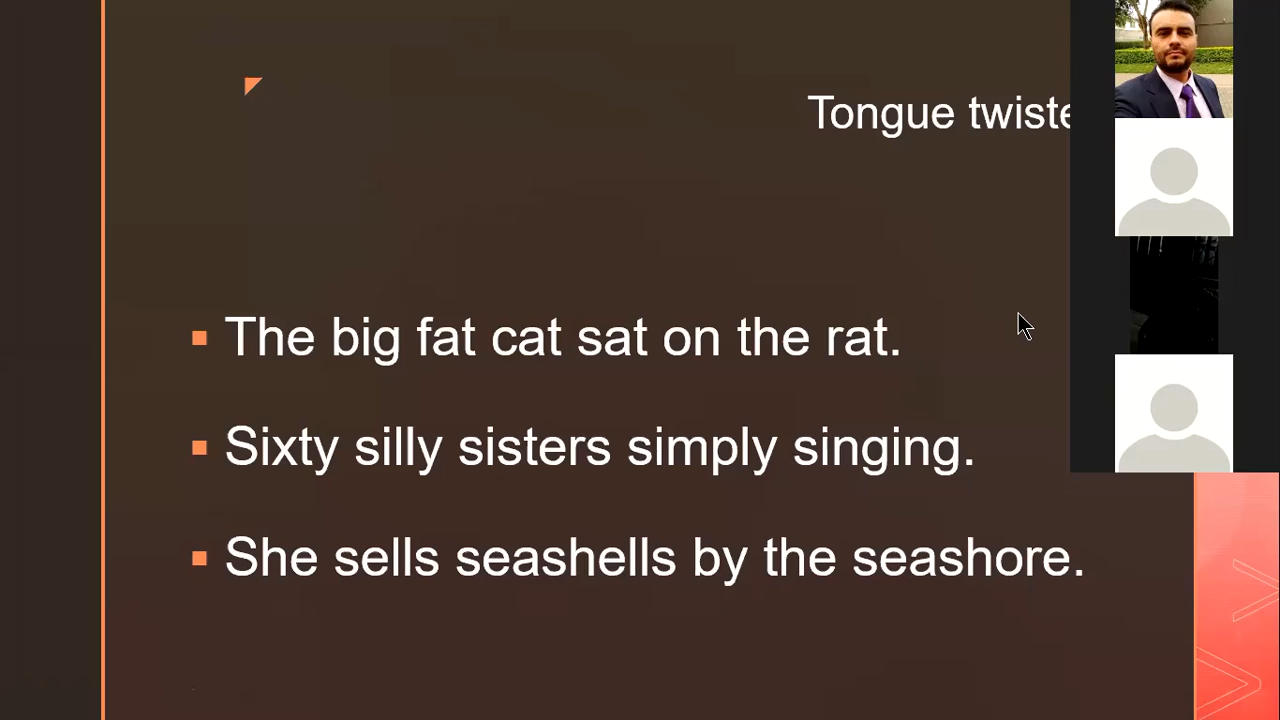 Tongue twiste
The big fat cat sat on the rat.
Sixty silly sisters simply singing.
She sells seashells by the seashore.